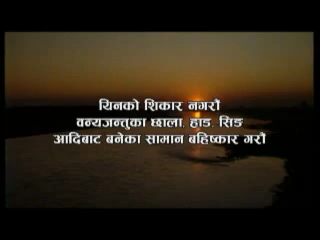 यिनको शिकार नगरौं
वन्यजन्तुका छाला, हाड, सिङ
आदिबाट बनेका सामान बहिष्कार गरौं